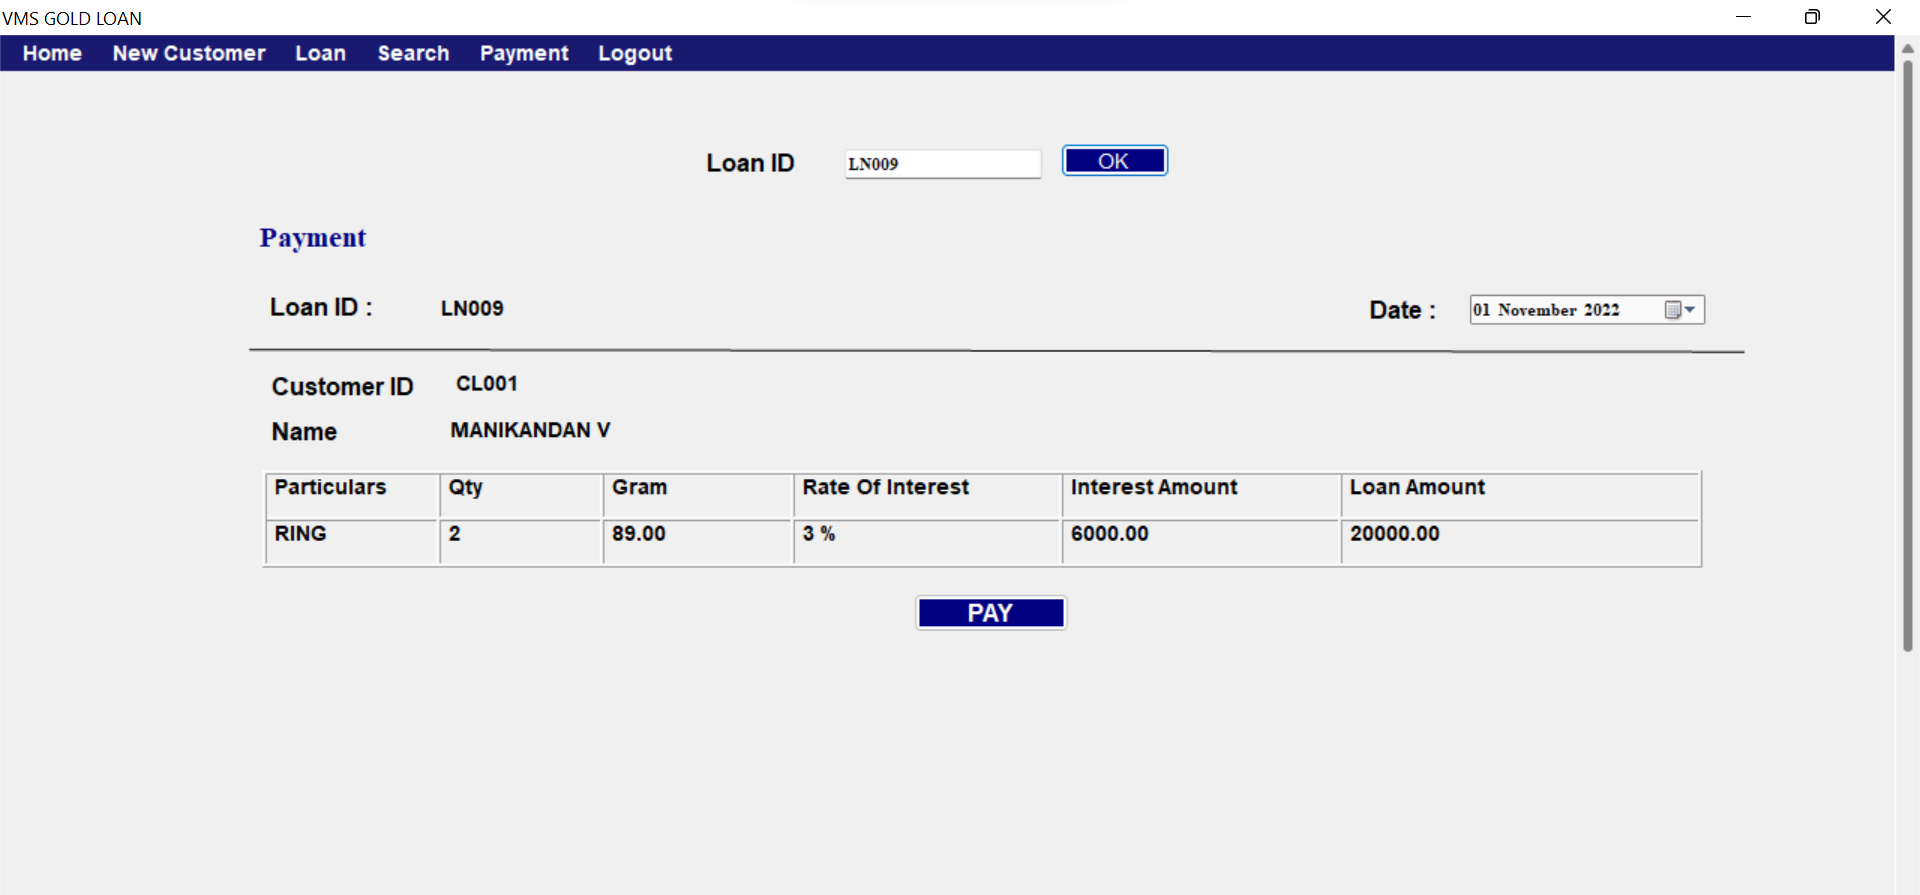 VMS GOLD LOAN
Home New Customer Loan Search Payment Logout
Loan ID LN009 OK
Payment
Loan ID : LN009 Date : 01 November 2022
Customer ID CL001
Name MANIKANDAN V
Particulars Qty Gram Rate Of Interest Interest Amount Loan Amount
RING 2 89.00 3 % 6000.00 20000.00
PAY